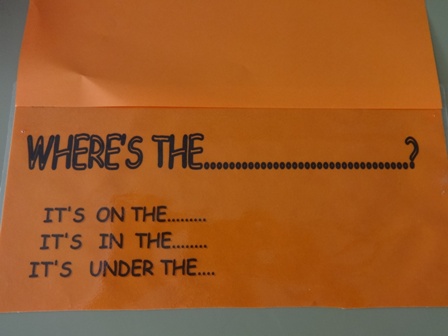 WHERE'S THE........................................?
IT'S ON THE.........
IT'S IN THE........
IT'S UNDER THE....